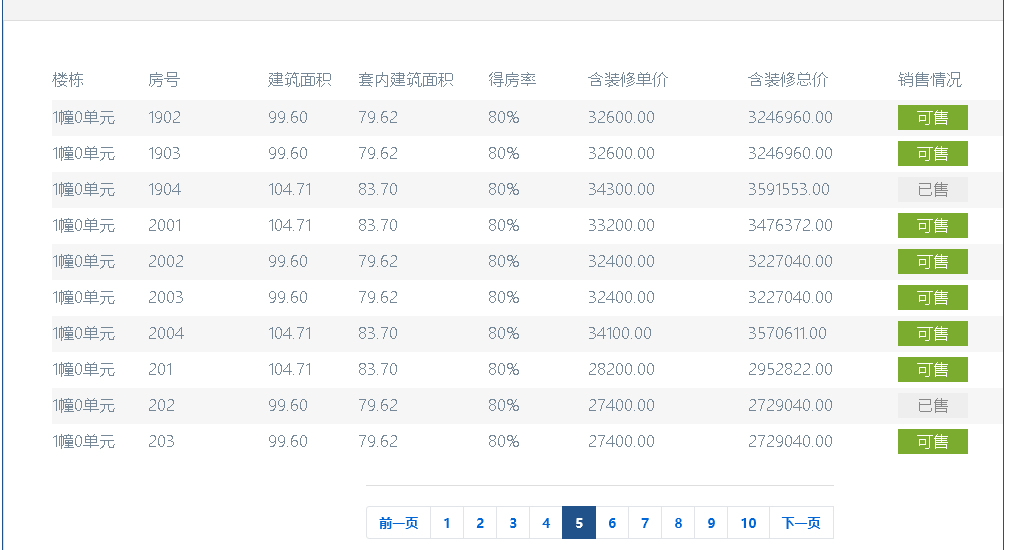 楼栋 房号 建筑面积 套内建筑面积 得房率 含装修单价 含装修总价 销售情况
1幢0单元 1902 99.60 79.62 80% 32600.00 3246960.00 可售
1幢0单元 1903 99.60 79.62 80% 32600.00 3246960.00 可售
1幢0单元 1904 104.71 83.70 80% 34300.00 3591553.00 已售
1幢0单元 2001 104.71 83.70 80% 33200.00 3476372.00 可售
1幢0单元 2002 99.60 79.62 80% 32400.00 3227040.00 可售
1幢0单元 2003 99.60 79.62 80% 32400.00 3227040.00 可售
1幢0单元 2004 104.71 83.70 80% 34100.00 3570611.00 可售
1幢0单元 201 104.71 83.70 80% 28200.00 2952822.00 可售
1幢0单元 202 99.60 79.62 80% 27400.00 2729040.00 已售
1幢0单元 203 99.60 79.62 80% 27400.00 2729040.00 可售
前一页 1 2 3 4 5 6 7 8 9 10 下一页